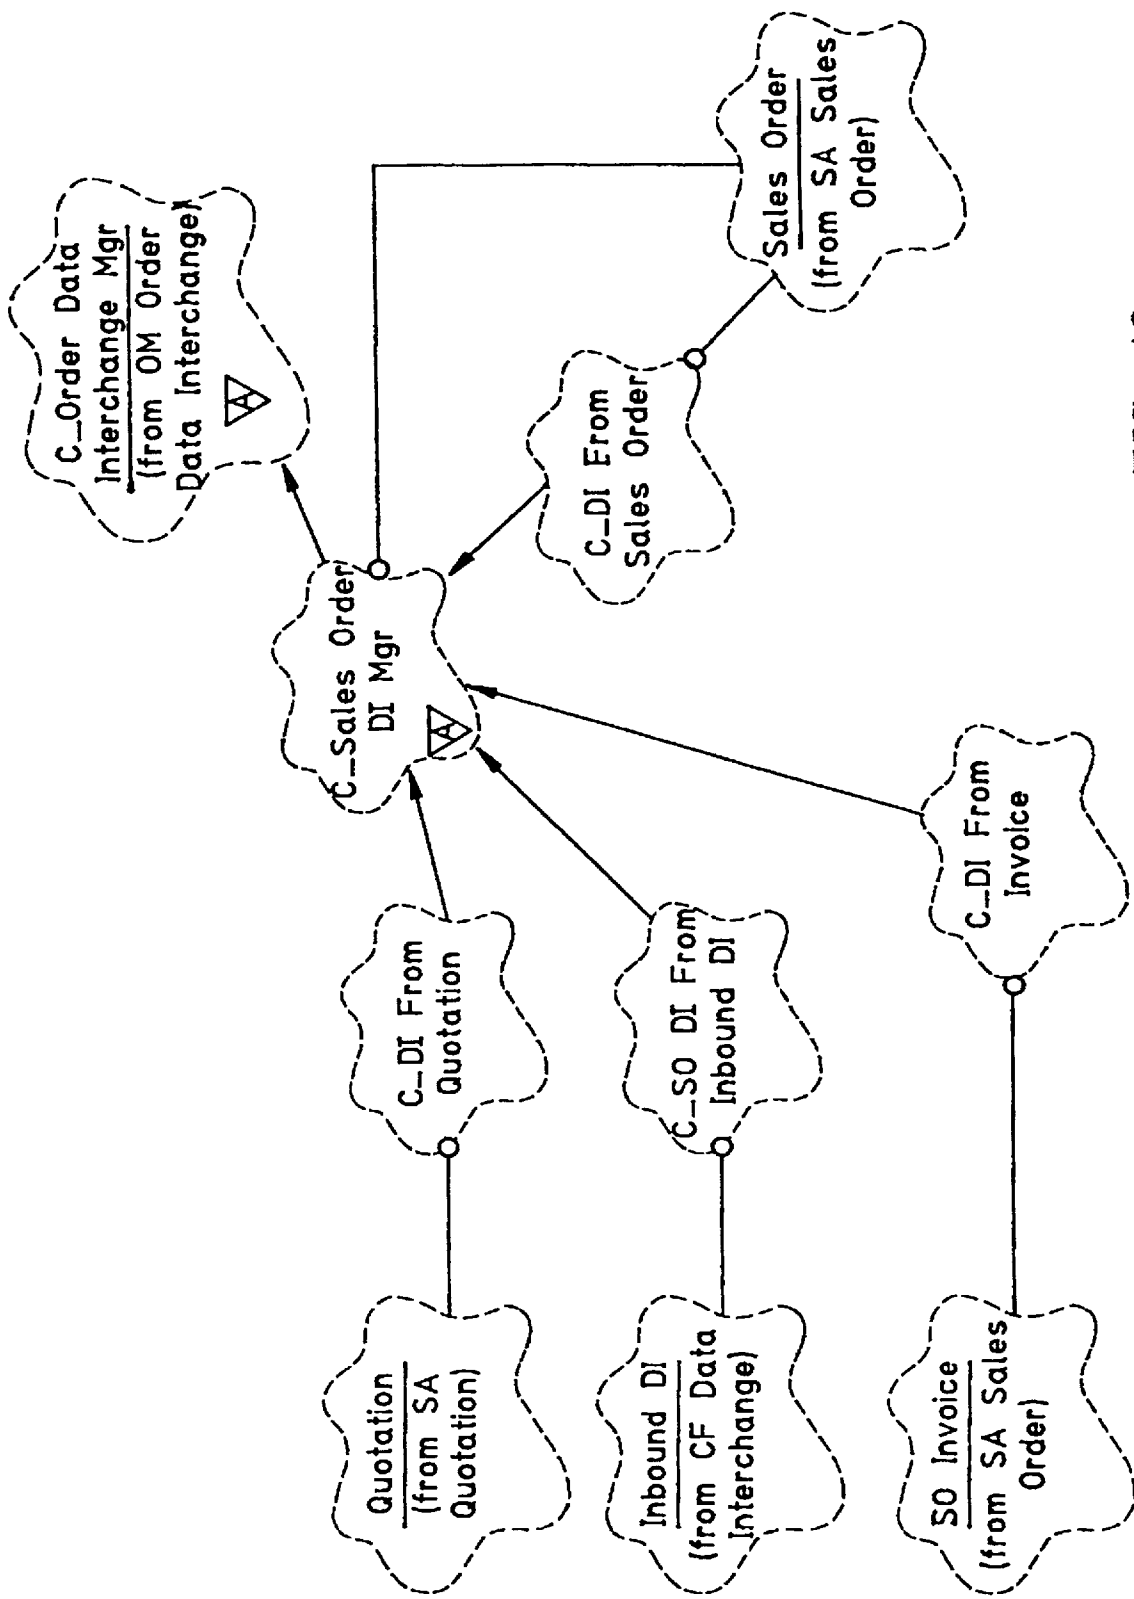 C_Order Data
Interchange Mgr
(from OM Order
Data Interchange)
A
C_Sales Order
DI Mgr
A
Sales Order
(from SA Sales
Order)
C_DI From
Sales Order
C_DI From
Quotation
C_SO DI From
Inbound DI
C_DI From
Invoice
Quotation
(from SA
Quotation)
Inbound DI
(from CF Data
Interchange)
SO Invoice
(from SA Sales
Order)